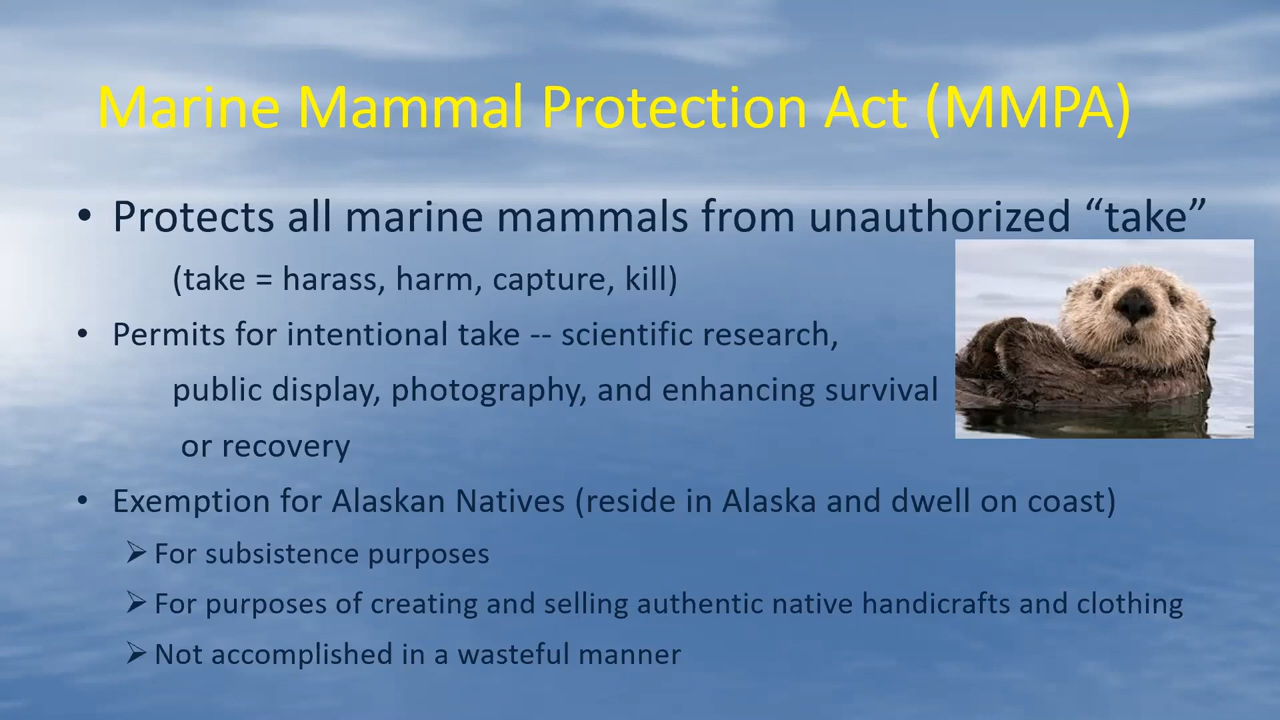 Marine Mammal Protection Act (MMPA)
• Protects all marine mammals from unauthorized “take”
(take = harass, harm, capture, kill)
• Permits for intentional take -- scientific research,
public display, photography, and enhancing survival
or recovery
• Exemption for Alaskan Natives (reside in Alaska and dwell on coast)
➢ For subsistence purposes
➢ For purposes of creating and selling authentic native handicrafts and clothing
➢ Not accomplished in a wasteful manner